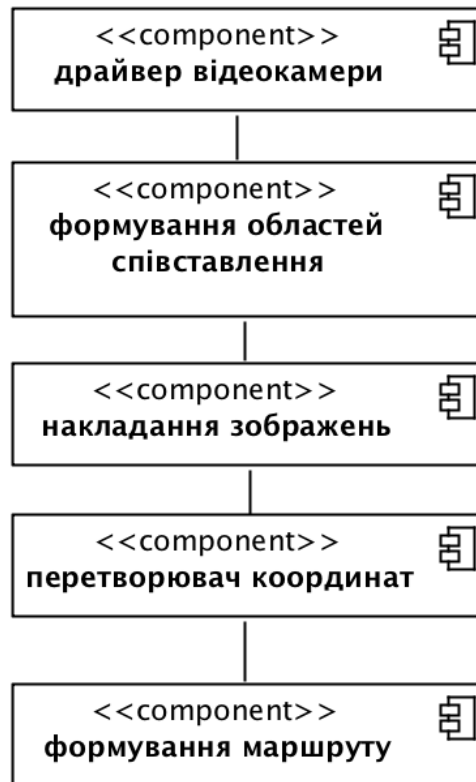 <<component>>
драйвер відеокамери
<<component>>
формування областей
співставлення
<<component>>
накладання зображень
<<component>>
перетворювач координат
<<component>>
формування маршруту